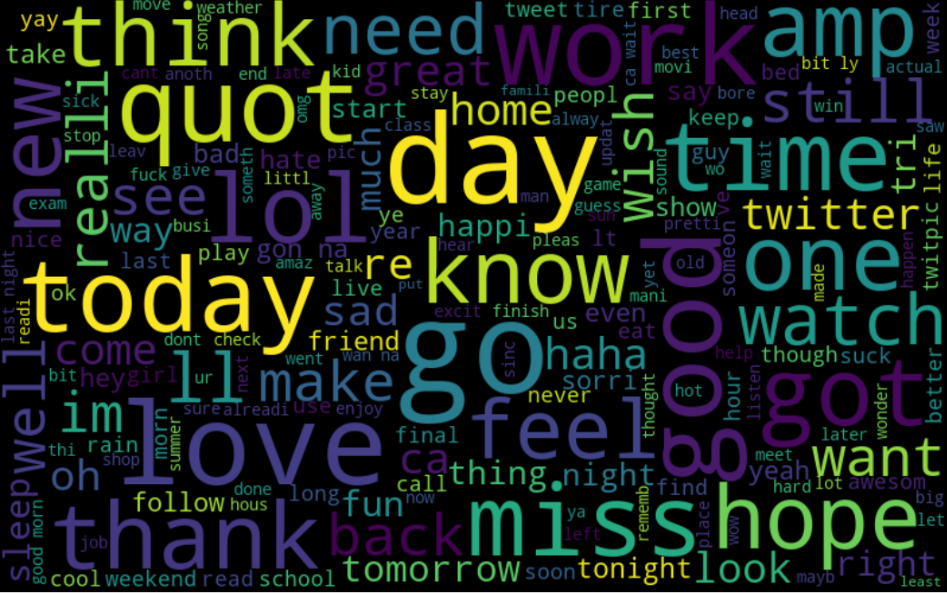 yay
move
weather
tweet
tire
first
head
week
take
think
song
need
work
amp
great
cant
anoth
end
late
kid
movi
best
bed
bit ly
actual
ca wait
new
sick
quot
omg
start
stay
famili
home
peopl
say
bore
still
stop
realli
class
alway
updat
keep
win
saw
leav
bad
hate
pic
much
day
wish
guy
time
wait
wo
sound
tri
life
exam
fuck
give
someth
littl
away
see
lol
man
game
guess
sun
show
ve
twitter
nice
way
busi
ye
happi
pleas
lt
pretti
someon
one
twitpic
happen
last
play
gon na
year
hear
know
last night
readi
today
ok
amaz
talk
re
put
live
yet
mani
old
good
made
watch
sad
excit
finish
us
even
eat
dont
check
friend
go
sinc
haha
help
though
suck
come
went
wan na
hey
girl
ll
ur
next
make
sorri
thought
hot
hour
listen
got
better
bit
im
morn
summer
sure
alreadi
use
enjoy
never
feel
wonder
thi
rain
love
final
later
want
sleepwell
oh
shop
ca
thing
night
find
yeah
meet
call
hard
lot
awesom
done
long
fun
now
follow
hous
ya
rememb
place
wow
hope
big
let
good morn
job
thank
back
miss
left
right
cool
weekend
read
school
tomorrow
soon
tonight
look
mayb
least